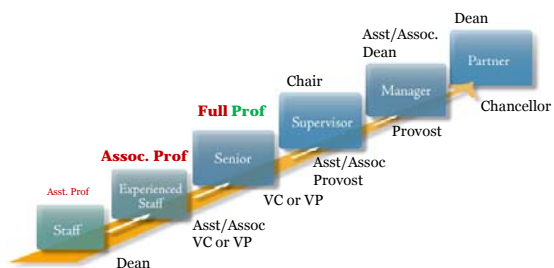 Dean
Asst/Assoc.
Dean
Partner
Chair
Manager
Chancellor
Full Prof
Supervisor
Provost
Assoc. Prof
Senior
Asst/Assoc
Provost
Asst. Prof
Experienced
Staff
VC or VP
Staff
Asst/Assoc
VC or VP
Dean